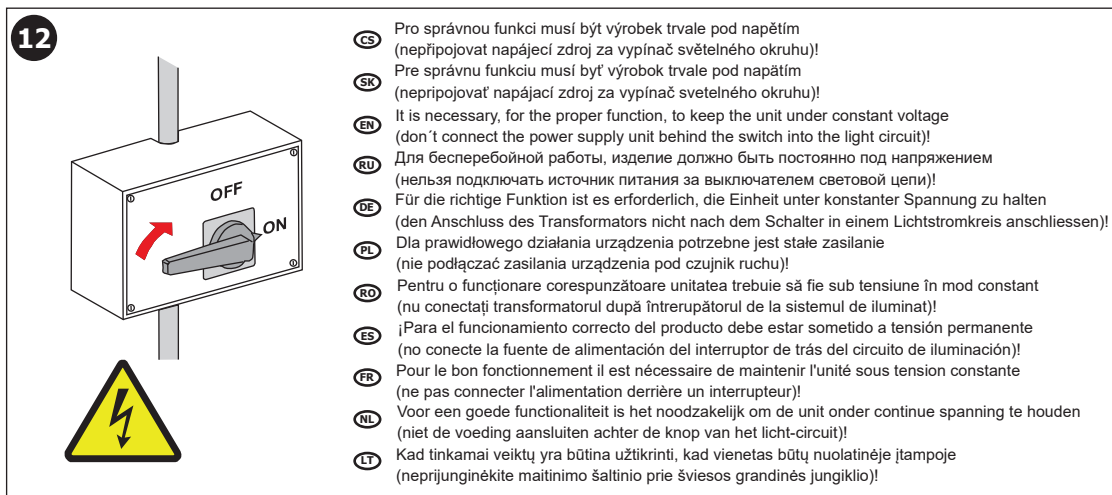 12
OFF
ON
CS Pro správnou funkci musí být výrobek trvale pod napětím
(nepřipojovat napájecí zdroj za vypínač světelného okruhu)!
SK Pre správnu funkciu musí byť výrobok trvale pod napätím
(nepripojovať napájací zdroj za vypínač svetelného okruhu)!
EN It is necessary, for the proper function, to keep the unit under constant voltage
(don´t connect the power supply unit behind the switch into the light circuit)!
RU Для бесперебойной работы, изделие должно быть постоянно под напряжением
(нельзя подключать источник питания за выключателем световой цепи)!
DE Für die richtige Funktion ist es erforderlich, die Einheit unter konstanter Spannung zu halten
(den Anschluss des Transformators nicht nach dem Schalter in einem Lichtstromkreis anschliessen)!
PL Dla prawidłowego działania urządzenia potrzebne jest stałe zasilanie
(nie podłączać zasilania urządzenia pod czujnik ruchu)!
RO Pentru o funcționare corespunzătoare unitatea trebuie să fie sub tensiune în mod constant
(nu conectați transformatorul după întrerupătorul de la sistemul de iluminat)!
ES ¡Para el funcionamiento correcto del producto debe estar sometido a tensión permanente
(no conecte la fuente de alimentación del interruptor de trás del circuito de iluminación)!
FR Pour le bon fonctionnement il est nécessaire de maintenir l'unité sous tension constante
(ne pas connecter l'alimentation derrière un interrupteur)!
NL Voor een goede functionaliteit is het noodzakelijk om de unit onder continue spanning te houden
(niet de voeding aansluiten achter de knop van het licht-circuit)!
LT Kad tinkamai veiktų yra būtina užtikrinti, kad vienetas būtų nuolatinėje įtampoje
(neprijunginėkite maitinimo šaltinio prie šviesos grandinės jungiklio)!